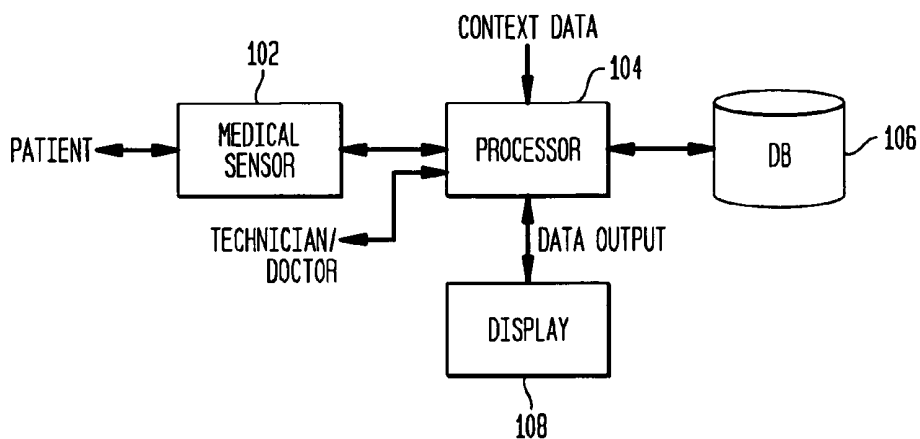 CONTEXT DATA
102
104
PATIENT
MEDICAL
SENSOR
PROCESSOR
DB
106
TECHNICIAN/
DOCTOR
DATA OUTPUT
DISPLAY
108